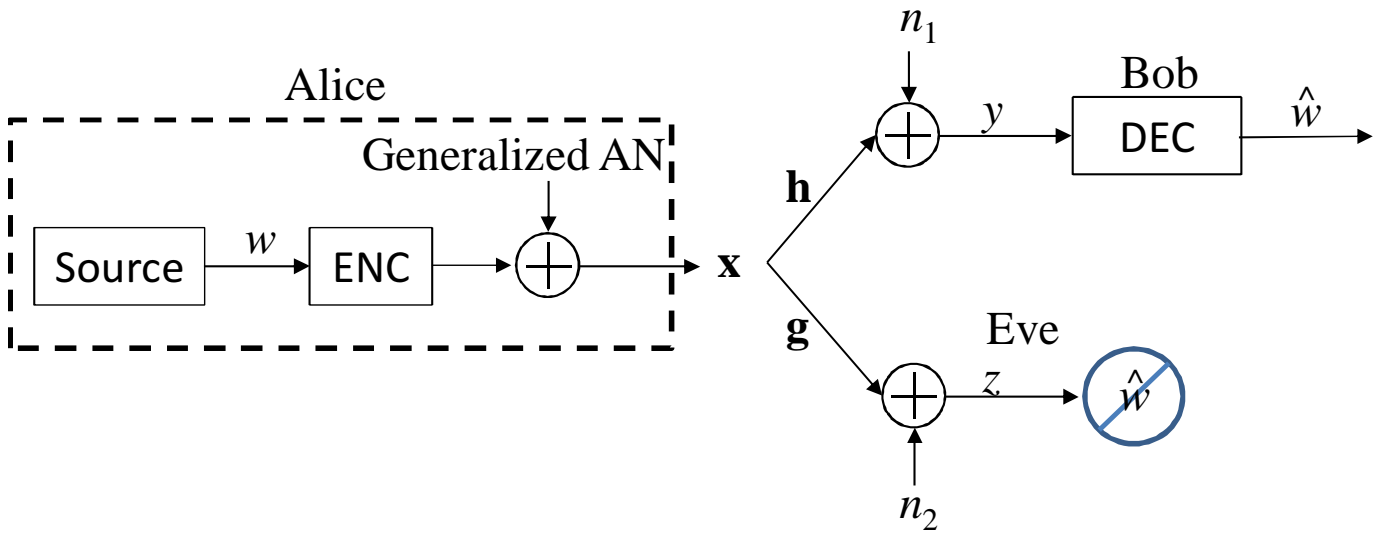 Alice
Generalized AN
Source
w
ENC
x
h
g
n₁
y
Bob
DEC
ŵ
Eve
z
ŵ
n₂